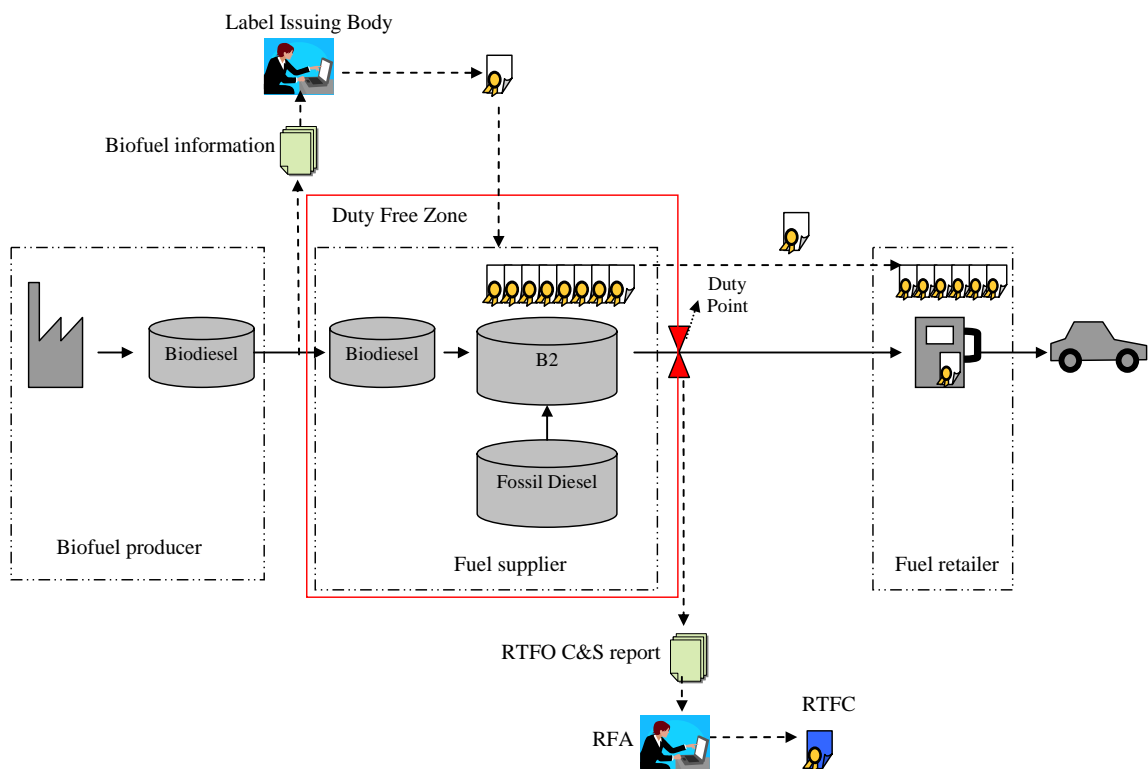 Label Issuing Body
Biofuel information
Duty Free Zone
Duty
Point
Biodiesel
Biodiesel
B2
Fossil Diesel
Biofuel producer
Fuel supplier
Fuel retailer
RTFO C&S report
RTFC
RFA